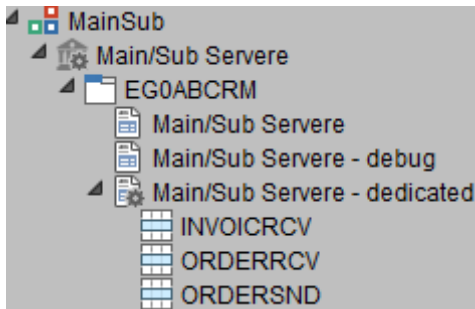 MainSub
Main/Sub Servere
EG0ABCRM
Main/Sub Servere
Main/Sub Servere - debug
Main/Sub Servere - dedicated
INVOICRCV
ORDERRCV
ORDERSND